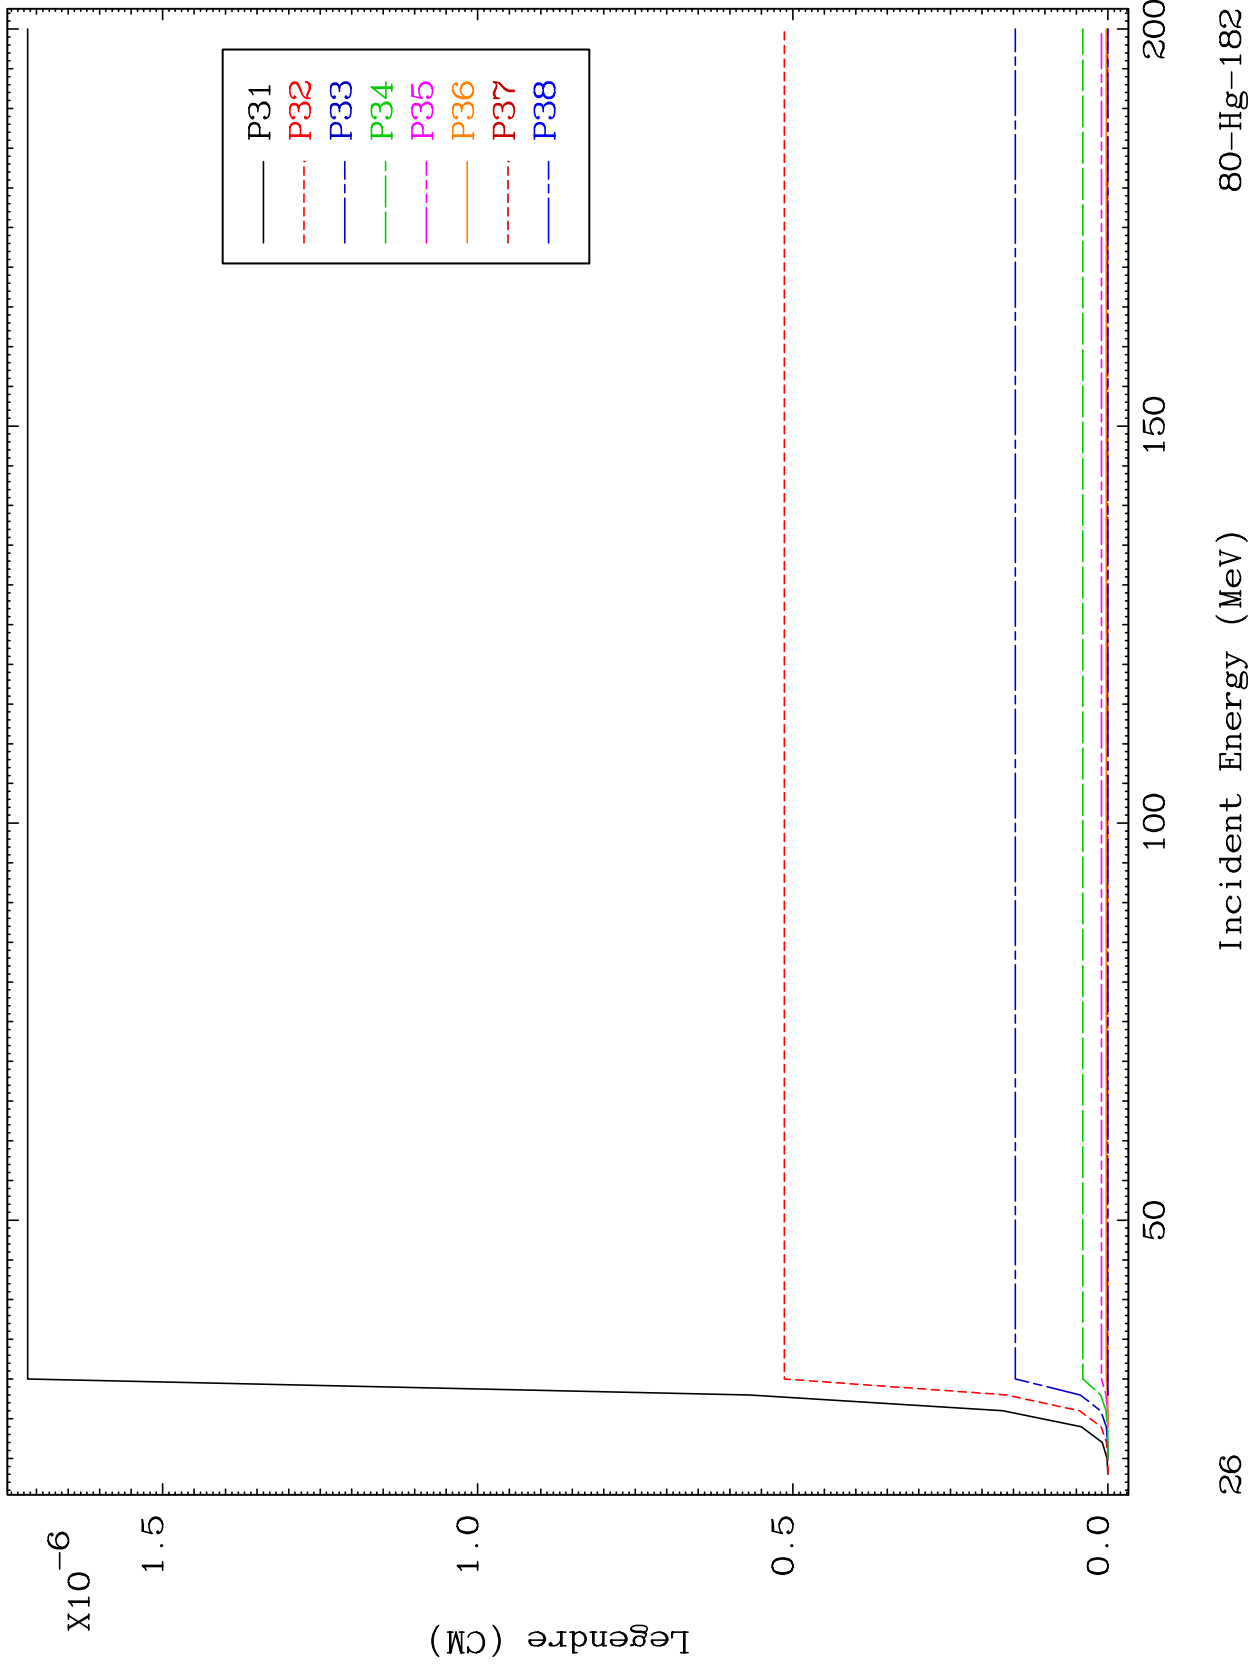 X10-6
1.5
1.0
0.5
0.0
Legendre (CM)
P31
P32
P33
P34
P35
P36
P37
P38
50
100
150
200
Incident Energy (MeV)
26
80-Hg-182